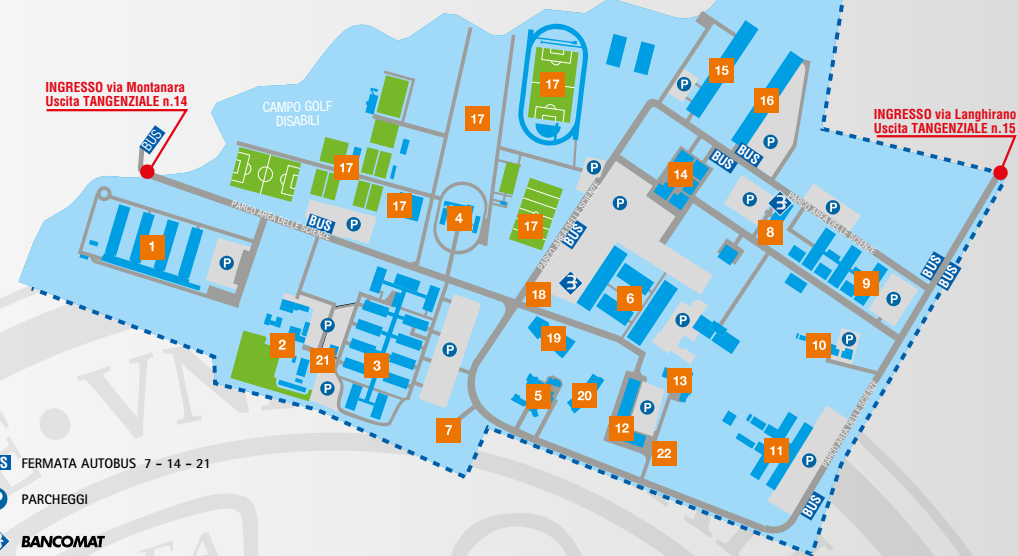 INGRESSO via Montanara
Uscita TANGENZIALE n.14
BUS
CAMPO GOLF
DISABILI
INGRESSO via Langhirano
Uscita TANGENZIALE n.15
15
16
17
17
17
17
17
14
BUS
BUS
P
P
P
P
P
P
PARCO AREA DELLE SCIENZE
PARCO AREA DELLE SCIENZE
PARCO AREA DELLE SCIENZE
BUS
BUS
4
1
P
P
8
9
P
BUS
BUS
18
6
P
19
10
P
2
21
3
P
P
P
5
20
13
12
P
7
22
11
P
PARCO AREA DELLE SCIENZE
BUS
FERMATA AUTOBUS 7 - 14 - 21
P PARCHEGGI
BANCOMAT